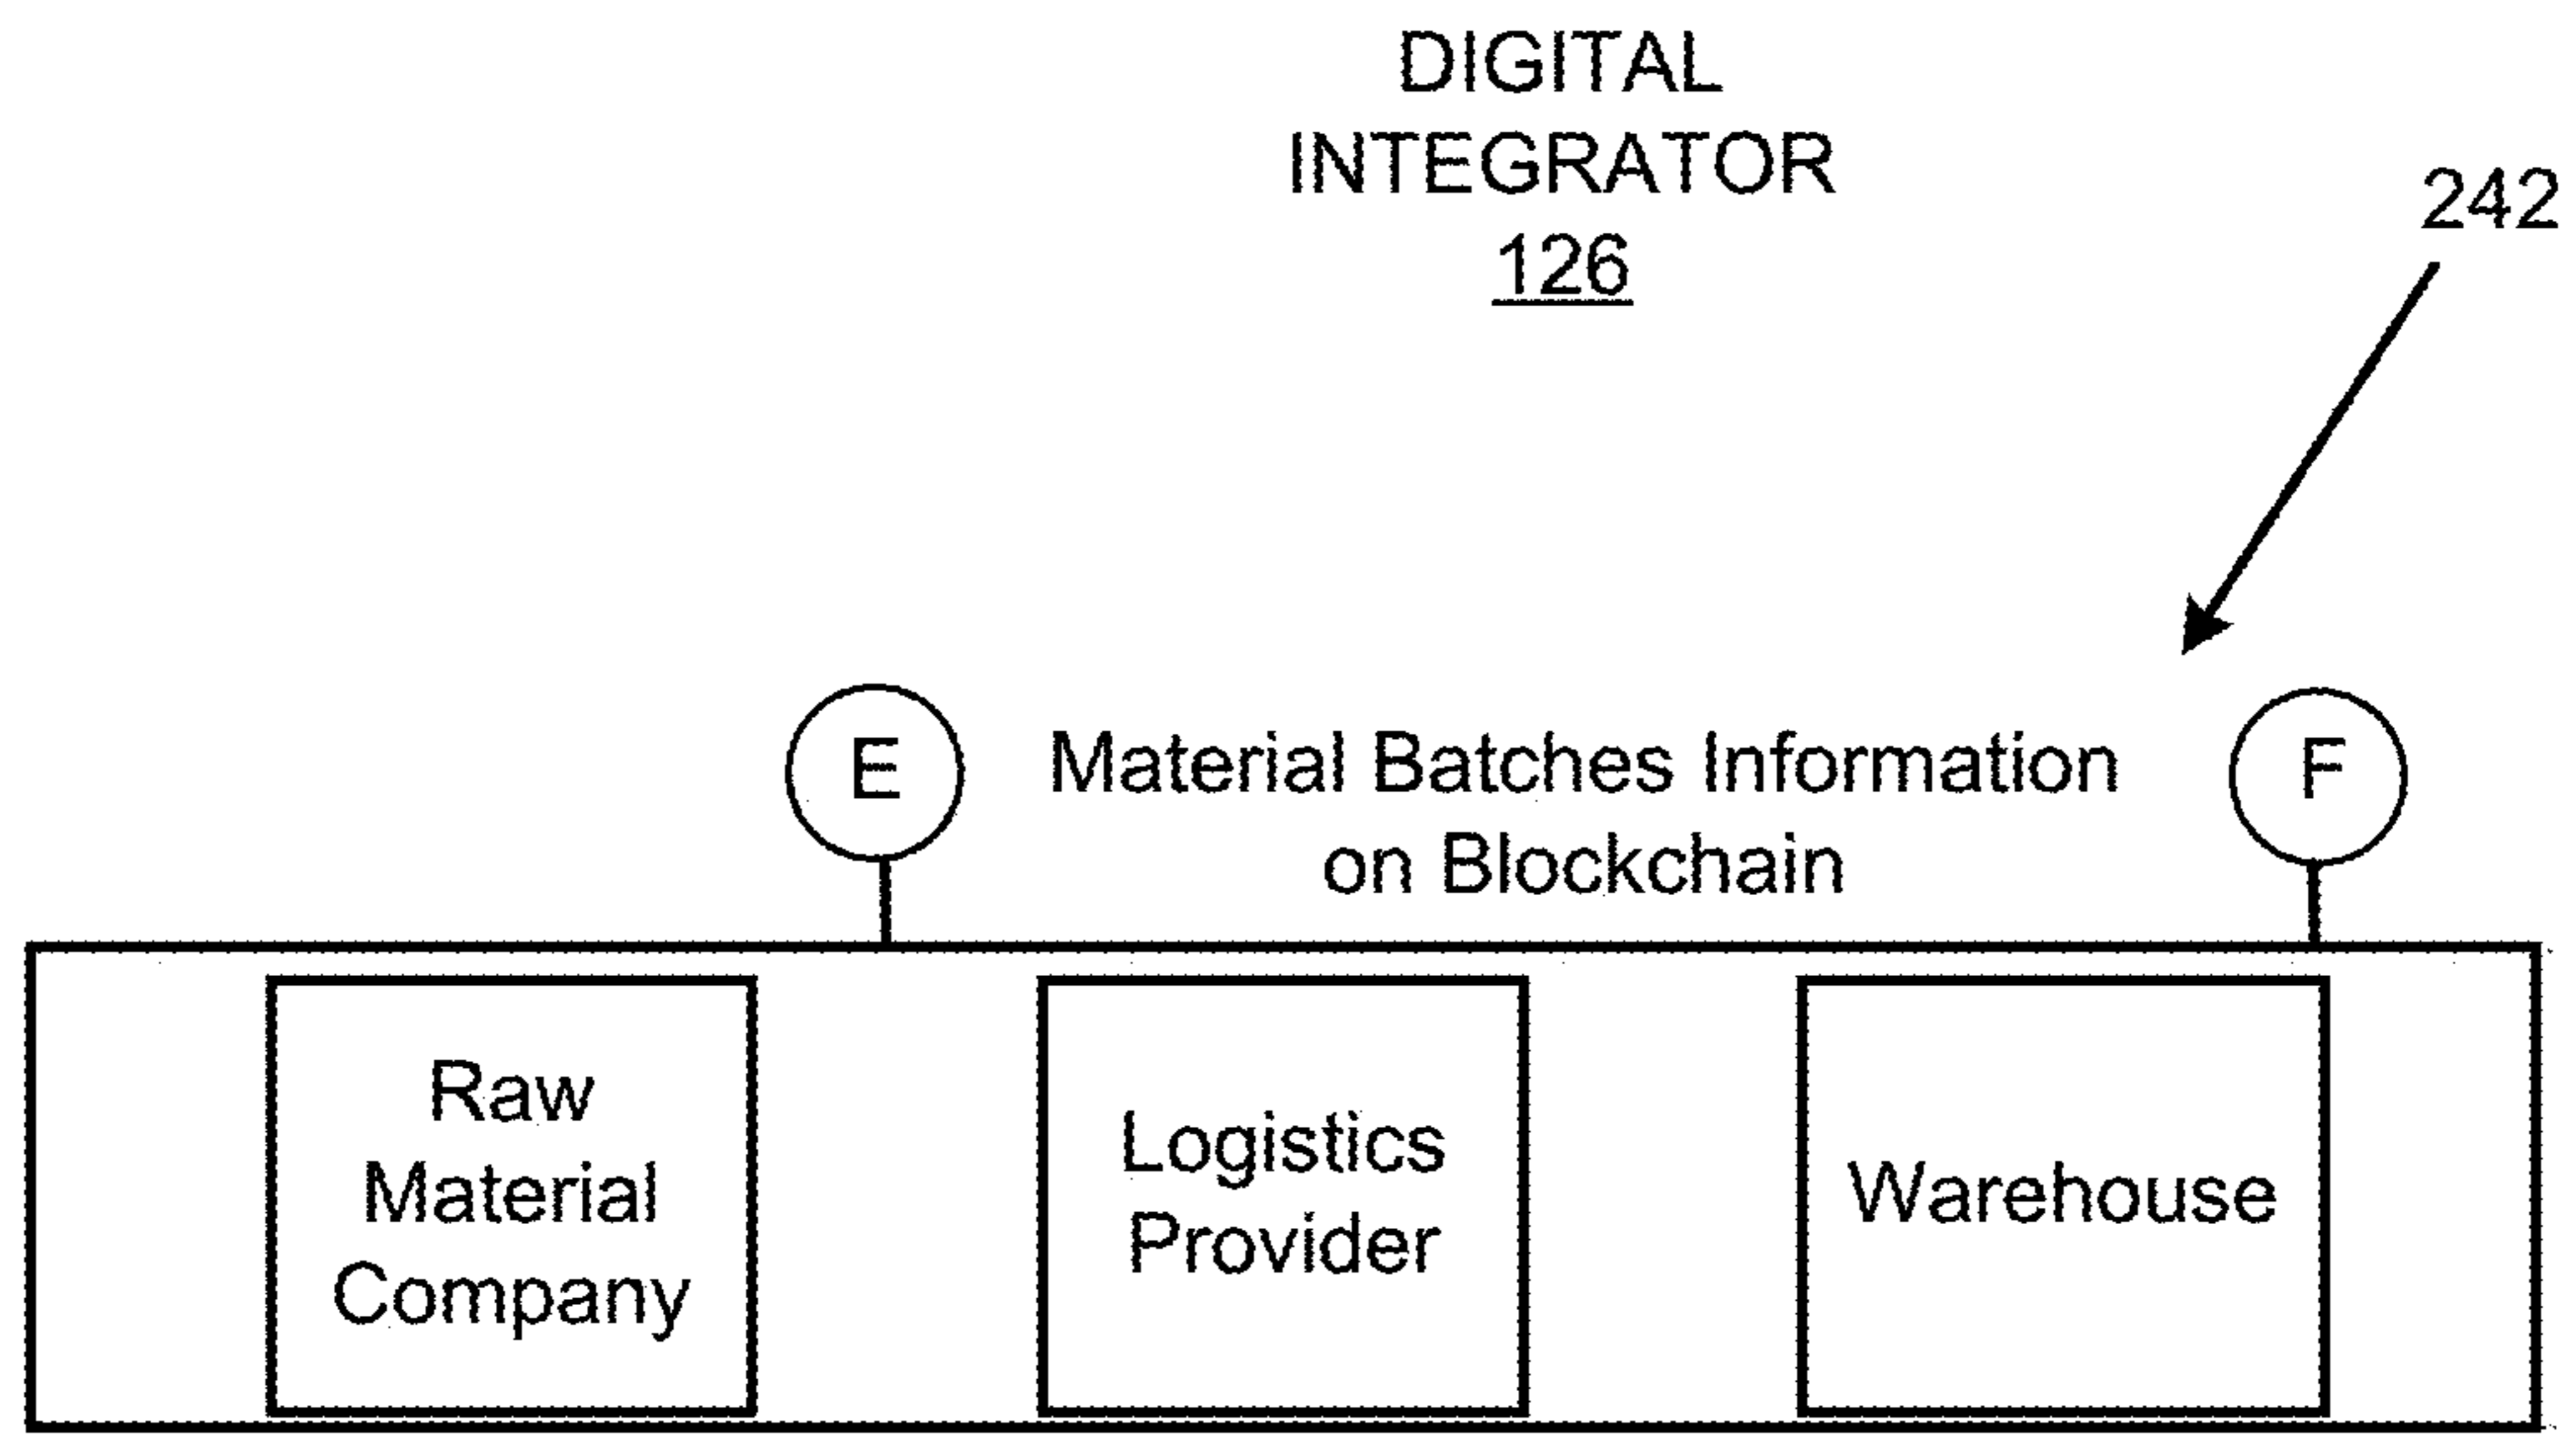 DIGITAL
INTEGRATOR
126
242
E
Material Batches Information
on Blockchain
F
Raw
Material
Company
Logistics
Provider
Warehouse